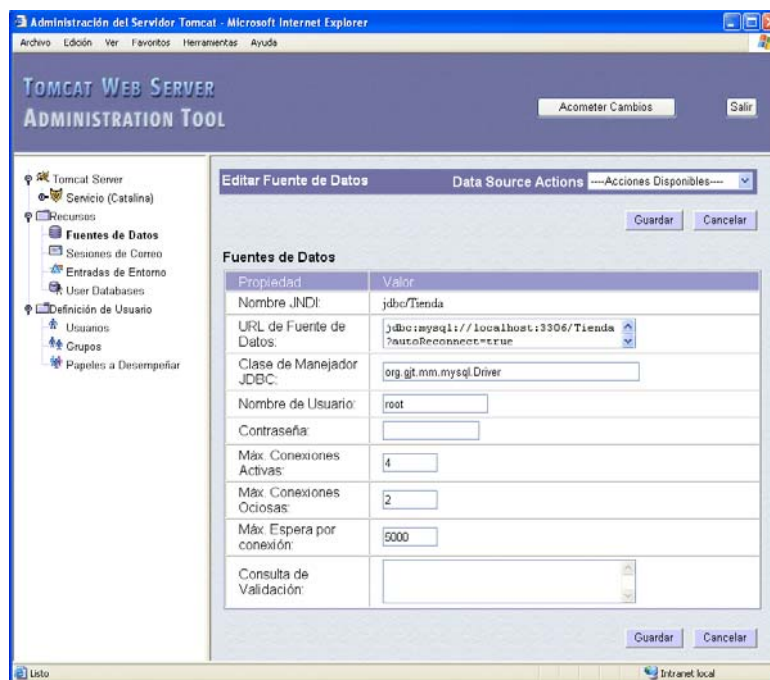 Administración del Servidor Tomcat - Microsoft Internet Explorer
Archivo Edición Ver Favoritos Herramientas Ayuda
TOMCAT WEB SERVER
ADMINISTRATION TOOL
Acometer Cambios
Salir
Tomcat Server
Servicio (Catalina)
Recursos
Fuentes de Datos
Sesiones de Correo
Entradas de Entorno
User Databases
Definición de Usuario
Usuarios
Grupos
Papeles a Desempeñar
Editar Fuente de Datos
Data Source Actions ----Acciones Disponibles----
Guardar Cancelar
Fuentes de Datos
Propiedad Valor
Nombre JNDI: jdbc/Tienda
URL de Fuente de Datos: jdbc:mysql://localhost:3306/Tienda
?autoReconnect=true
Clase de Manejador JDBC: org.gjt.mm.mysql.Driver
Nombre de Usuario: root
Contraseña:
Máx. Conexiones Activas: 4
Máx. Conexiones Ociosas: 2
Máx. Espera por conexión: 5000
Consulta de Validación:
Guardar Cancelar
Listo
Intranet local